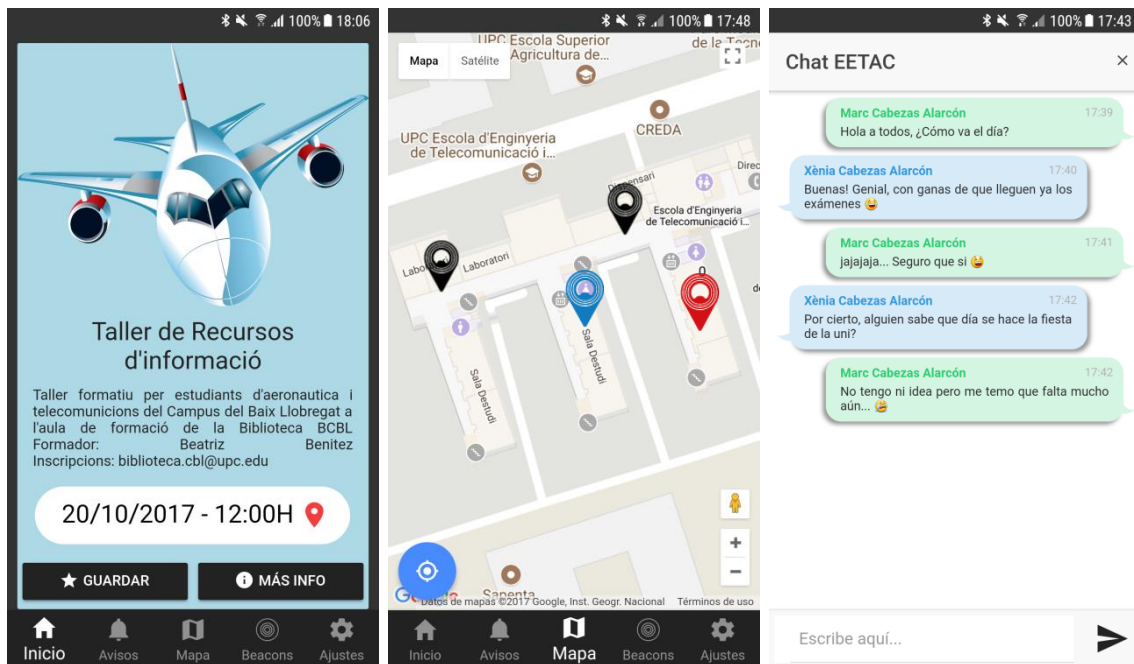 100% 18:06
Taller de Recursos
d'informació
Taller formatiu per estudiants d'aeronautica i
telecomunicions del Campus del Baix Llobregat a
l'aula de formació de la Biblioteca BCBL
Formador: Beatriz Benitez
Inscripcions: biblioteca.cbl@upc.edu
20/10/2017 - 12:00H
GUARDAR
MÁS INFO
Inicio
Avisos
Mapa
Beacons
Ajustes
100% 17:48
Mapa
Satélite
UPC Escola Superior
Agricultura de...
de la Tecn
CREDA
UPC Escola d'Enginyeria
de Telecomunicació i...
Dispensari
Direc
Escola d'Enginyeria
de Telecomunicació i...
Labo
Laboratori
0
d
Sala Destudi
Sala Destudi
Sapenta
Datos de mapas ©2017 Google, Inst. Geogr. Nacional
Términos de uso
Inicio
Avisos
Mapa
Beacons
Ajustes
100% 17:43
Chat EETAC
×
Marc Cabezas Alarcón 17:39
Hola a todos, ¿Cómo va el día?
Xènia Cabezas Alarcón 17:40
Buenas! Genial, con ganas de que lleguen ya los
exámenes 😄
Marc Cabezas Alarcón 17:41
jajajaja... Seguro que si 😄
Xènia Cabezas Alarcón 17:42
Por cierto, alguien sabe que día se hace la fiesta
de la uni?
Marc Cabezas Alarcón 17:42
No tengo ni idea pero me temo que falta mucho
aún... 😅
Escribe aquí...